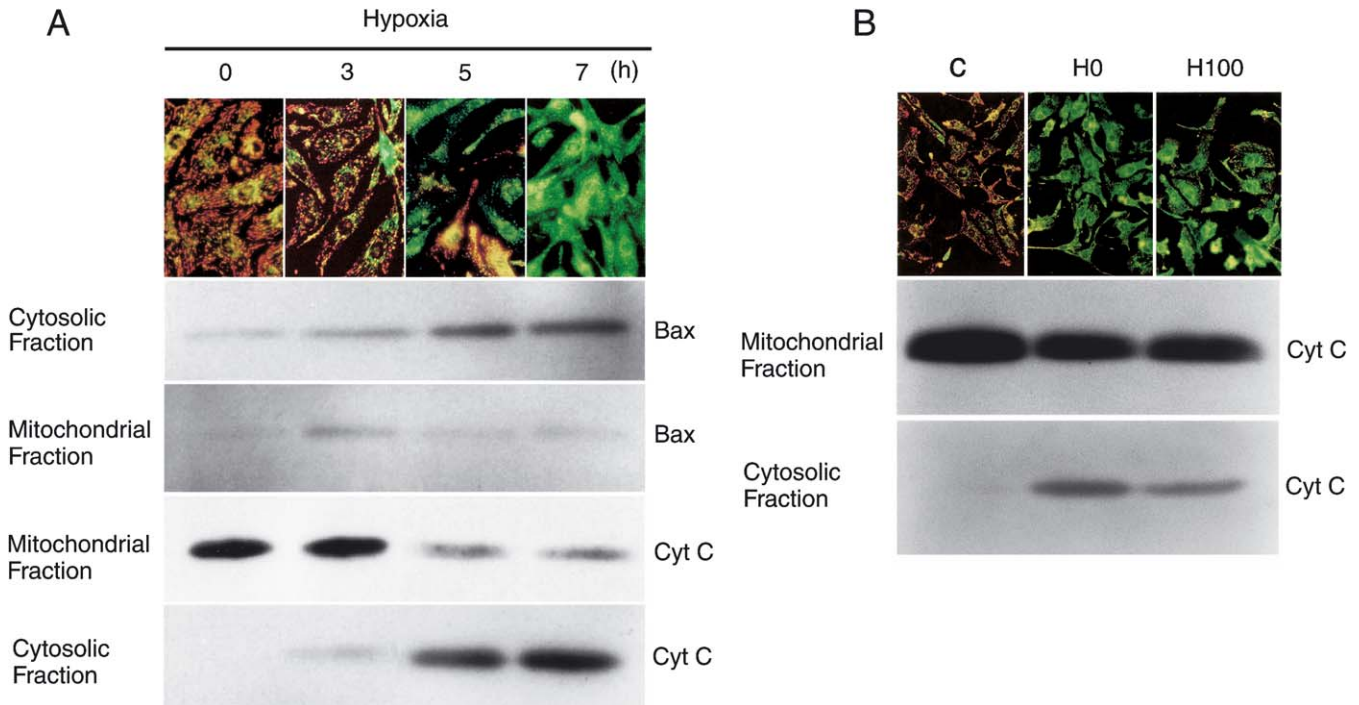 A
Hypoxia
0 3 5 7 (h)
Cytosolic
Fraction
Bax
Mitochondrial
Fraction
Bax
Mitochondrial
Fraction
Cyt C
Cytosolic
Fraction
Cyt C
B
C H0 H100
Mitochondrial
Fraction
Cyt C
Cytosolic
Fraction
Cyt C